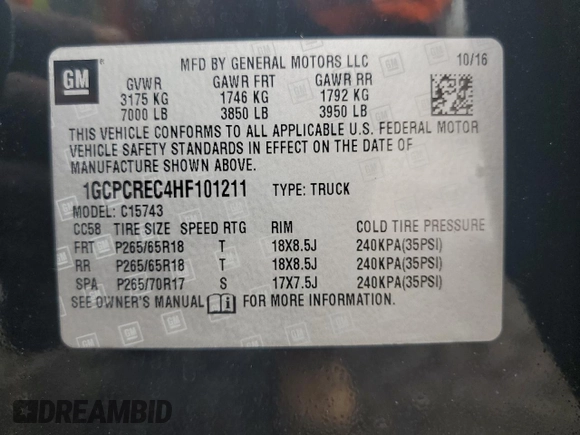 GM
MFD BY GENERAL MOTORS LLC 10/16
GVWR GAWR FRT GAWR RR
3175 KG 1746 KG 1792 KG
7000 LB 3850 LB 3950 LB
THIS VEHICLE CONFORMS TO ALL APPLICABLE U.S. FEDERAL MOTOR
VEHICLE SAFETY STANDARDS IN EFFECT ON THE DATE OF
MANUFACTURE SHOWN ABOVE.
1GCPCREC4HF101211 TYPE: TRUCK
MODEL: C15743
CC58 TIRE SIZE SPEED RTG RIM COLD TIRE PRESSURE
FRT P265/65R18 T 18X8.5J 240KPA(35PSI)
RR P265/65R18 T 18X8.5J 240KPA(35PSI)
SPA P265/70R17 S 17X7.5J 240KPA(35PSI)
SEE OWNER'S MANUAL FOR MORE INFORMATION.
DREAMBID